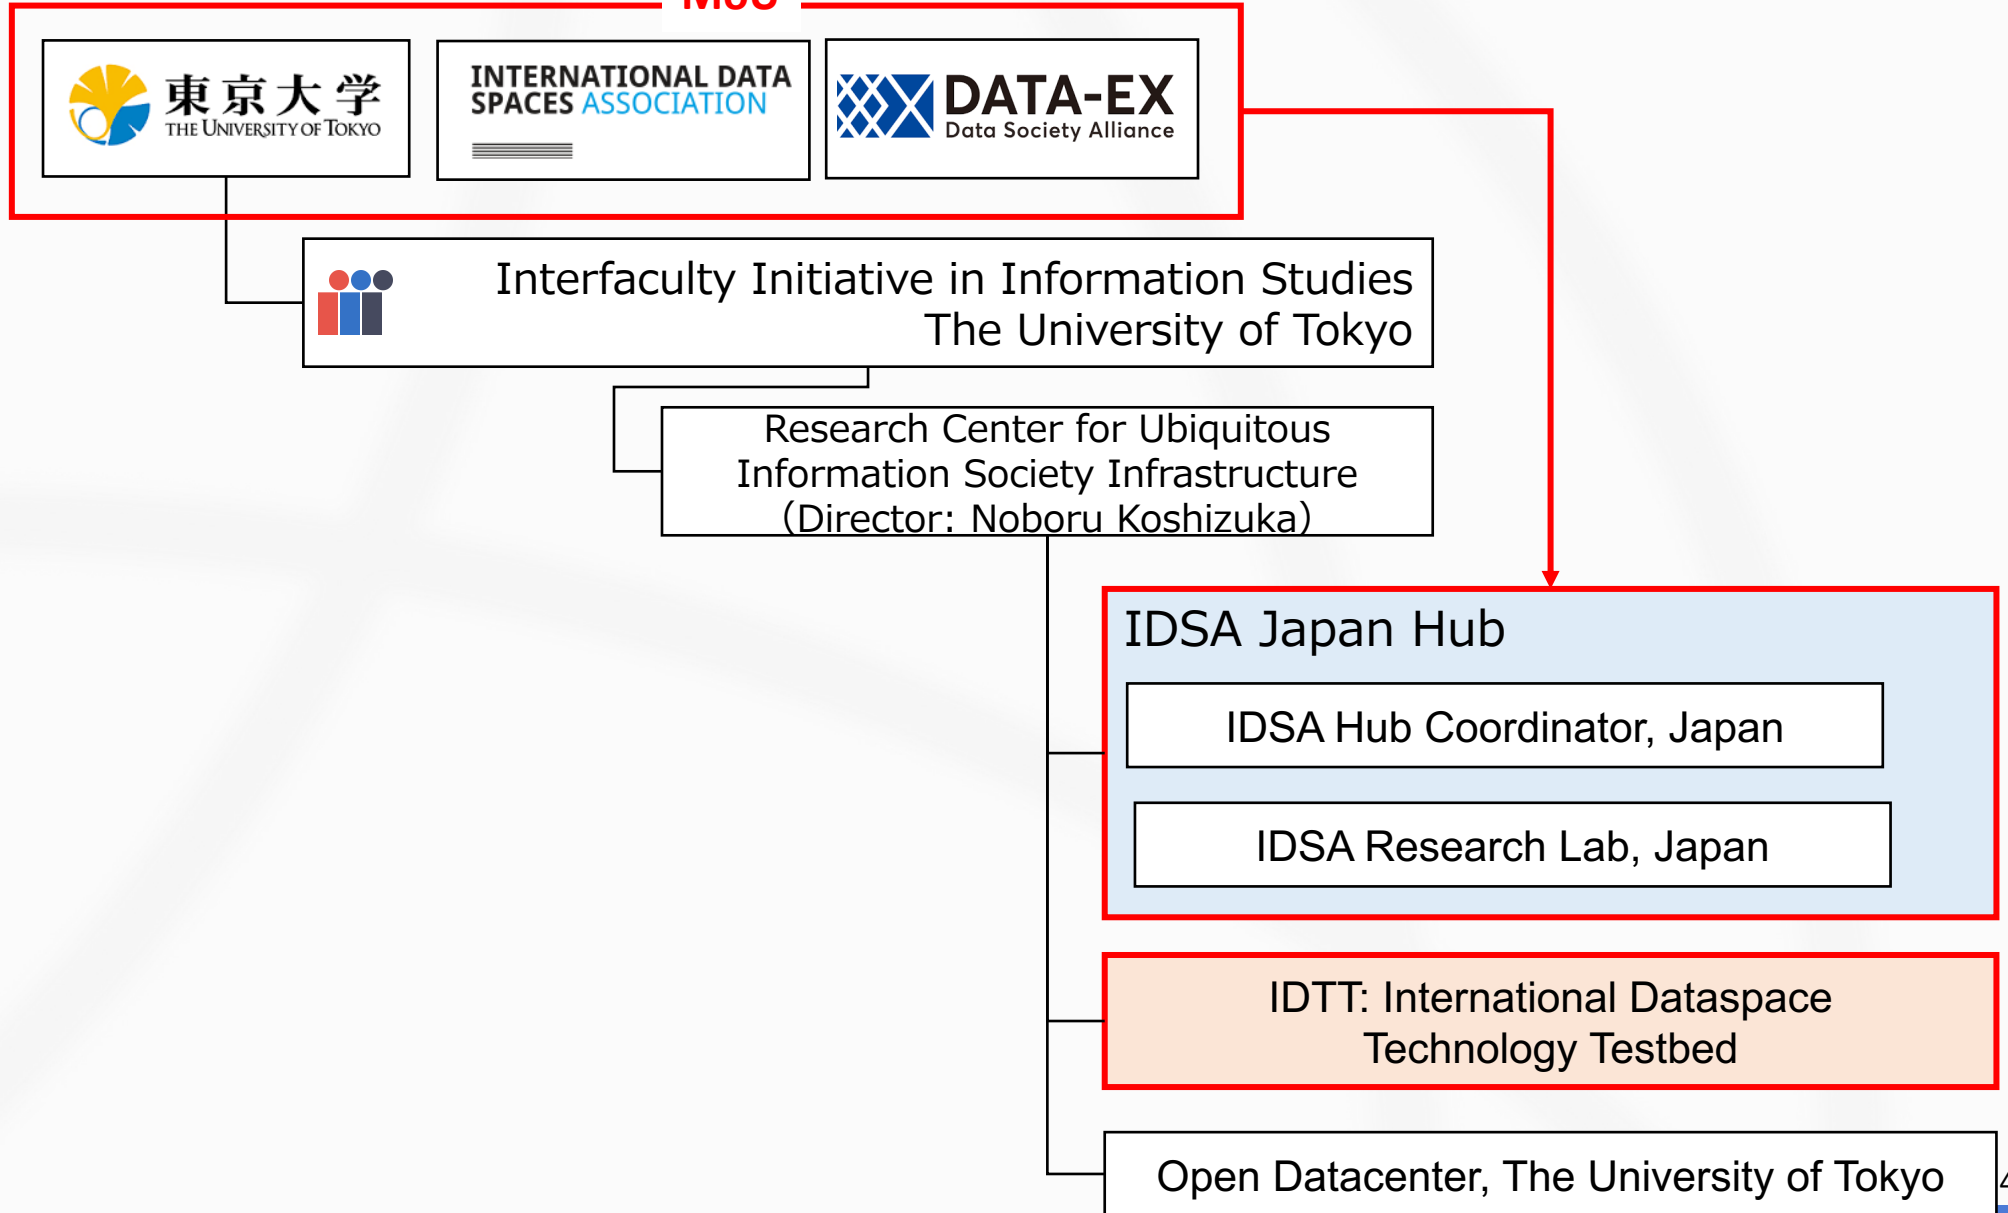 MoU
東京大学
THE UNIVERSITY OF TOKYO
INTERNATIONAL DATA
SPACES ASSOCIATION
DATA-EX
Data Society Alliance
Interfaculty Initiative in Information Studies
The University of Tokyo
Research Center for Ubiquitous
Information Society Infrastructure
（Director: Noboru Koshizuka）
IDSA Japan Hub
IDSA Hub Coordinator, Japan
IDSA Research Lab, Japan
IDTT: International Dataspace
Technology Testbed
Open Datacenter, The University of Tokyo